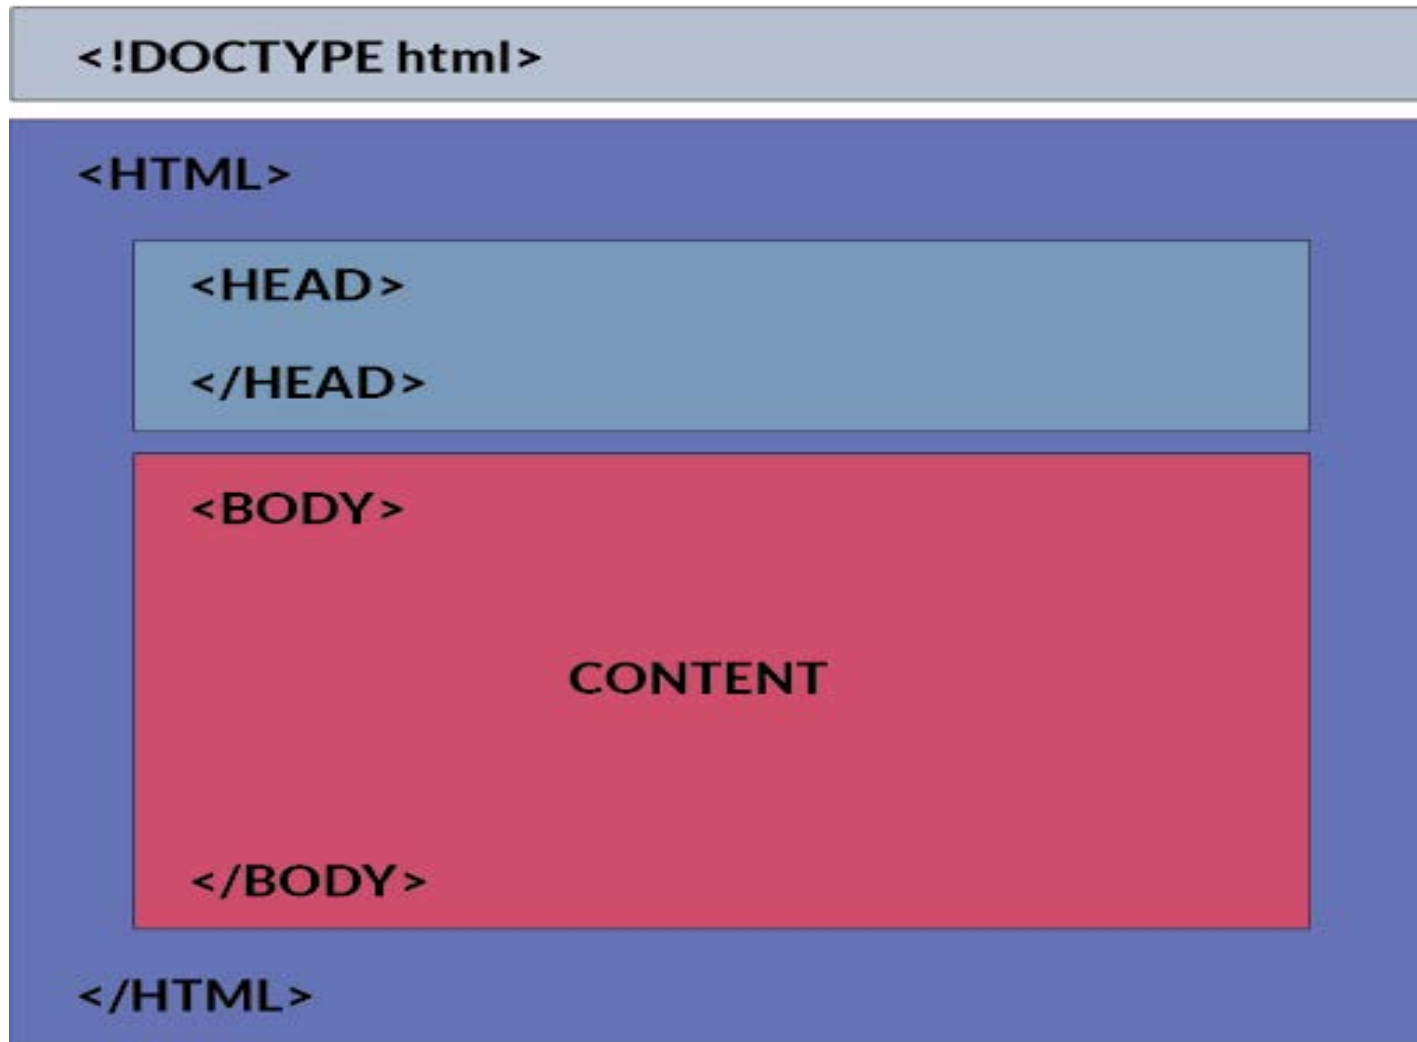 <!DOCTYPE html>
<HTML>
<HEAD>
</HEAD>
<BODY>
CONTENT
</BODY>
</HTML>